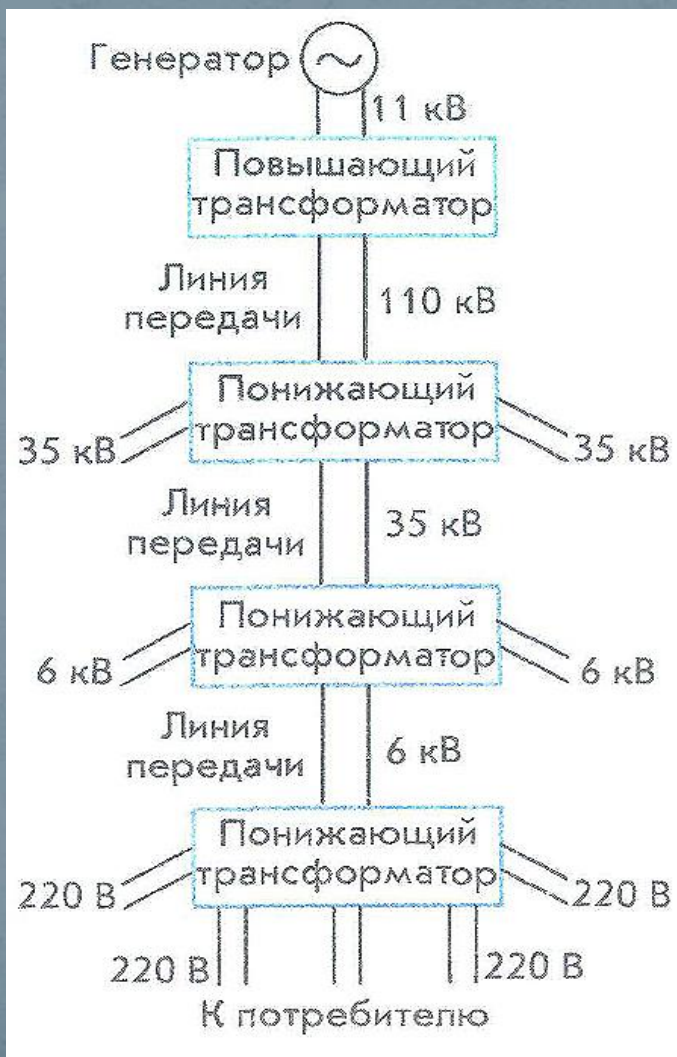 Генератор
11 кВ
Повышающий
трансформатор
Линия
передачи
110 кВ
Понижающий
трансформатор
35 кВ
35 кВ
Линия
передачи
35 кВ
Понижающий
трансформатор
6 кВ
6 кВ
Линия
передачи
6 кВ
Понижающий
трансформатор
220 В
220 В
220 В
220 В
К потребителю